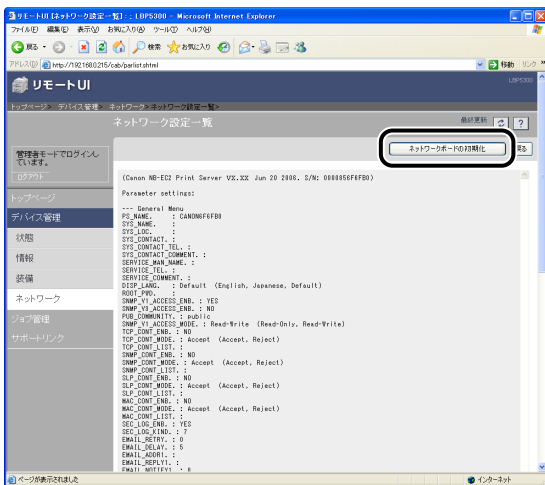 リモートUI [ネットワーク設定一覧] : : LBP5300 - Microsoft Internet Explorer
ファイル(F) 編集(E) 表示(V) お気に入り(A) ツール(T) ヘルプ(H)
戻る 検索 お気に入り
アドレス(D) http://192.168.0.215/cab/parlist.shtml 移動 リンク »
リモートUI LBP5300
トップページ> デバイス管理> ネットワーク> ネットワーク設定一覧>
ネットワーク設定一覧 最終更新 ?
ネットワークボードの初期化 戻る
管理者モードでログインしています。
ログアウト
トップページ
デバイス管理
状態
情報
装備
ネットワーク
ジョブ管理
サポートリンク
(Canon NB-EC2 Print Server VX.XX Jun 20 2006. S/N: 0000856F6FB0)
Parameter settings:
--- General Menu
PS_NAME. : CANON6F6FB0
SYS_NAME. :
SYS_LOC. :
SYS_CONTACT. :
SYS_CONTACT_TEL. :
SYS_CONTACT_COMMENT. :
SERVICE_MAN_NAME. :
SERVICE_TEL. :
SERVICE_COMMENT. :
DISP_LANG. : Default (English, Japanese, Default)
ROOT_PWD. :
SNMP_V1_ACCESS_ENB. : YES
SNMP_V3_ACCESS_ENB. : NO
PUB_COMMUNITY. : public
SNMP_V1_ACCESS_MODE. : Read-Write (Read-Only, Read-Write)
TCP_CONT_ENB. : NO
TCP_CONT_MODE. : Accept (Accept, Reject)
TCP_CONT_LIST. :
SNMP_CONT_ENB. : NO
SNMP_CONT_MODE. : Accept (Accept, Reject)
SNMP_CONT_LIST. :
SLP_CONT_ENB. : NO
SLP_CONT_MODE. : Accept (Accept, Reject)
SLP_CONT_LIST. :
MAC_CONT_ENB. : NO
MAC_CONT_MODE. : Accept (Accept, Reject)
MAC_CONT_LIST. :
SEC_LOG_ENB. : YES
SEC_LOG_KIND. : 7
EMAIL_RETRY. : 0
EMAIL_DELAY. : 5
EMAIL_ADDR1. :
EMAIL_REPLY1. :
EMAIL_NOTIFY1. : 0
ページが表示されました インターネット